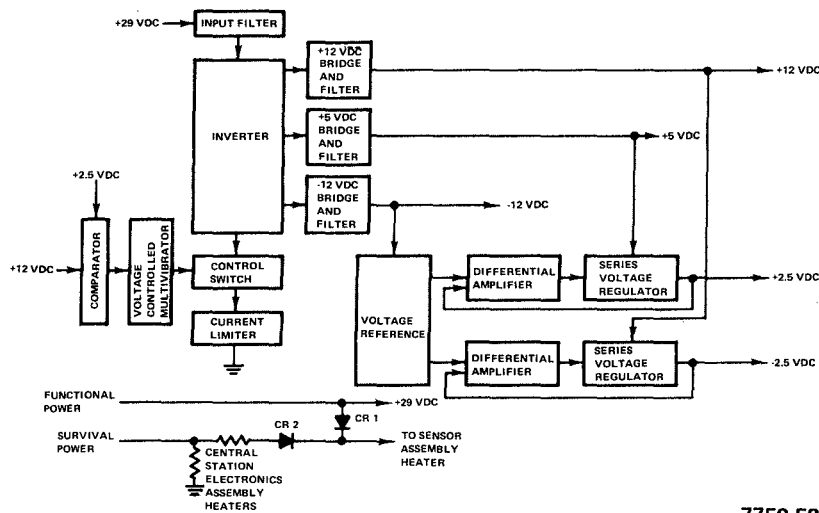 +29 VDC
INPUT FILTER
INVERTER
+12 VDC
BRIDGE
AND
FILTER
+12 VDC
+5 VDC
BRIDGE
AND
FILTER
+5 VDC
-12 VDC
BRIDGE
AND
FILTER
-12 VDC
+2.5 VDC
+12 VDC
COMPARATOR
VOLTAGE
CONTROLLED
MULTIVIBRATOR
CONTROL
SWITCH
CURRENT
LIMITER
VOLTAGE
REFERENCE
DIFFERENTIAL
AMPLIFIER
SERIES
VOLTAGE
REGULATOR
+2.5 VDC
DIFFERENTIAL
AMPLIFIER
SERIES
VOLTAGE
REGULATOR
-2.5 VDC
FUNCTIONAL
POWER
+29 VDC
CR 1
SURVIVAL
POWER
CR 2
TO SENSOR
ASSEMBLY
HEATER
CENTRAL
STATION
ELECTRONICS
ASSEMBLY
HEATERS